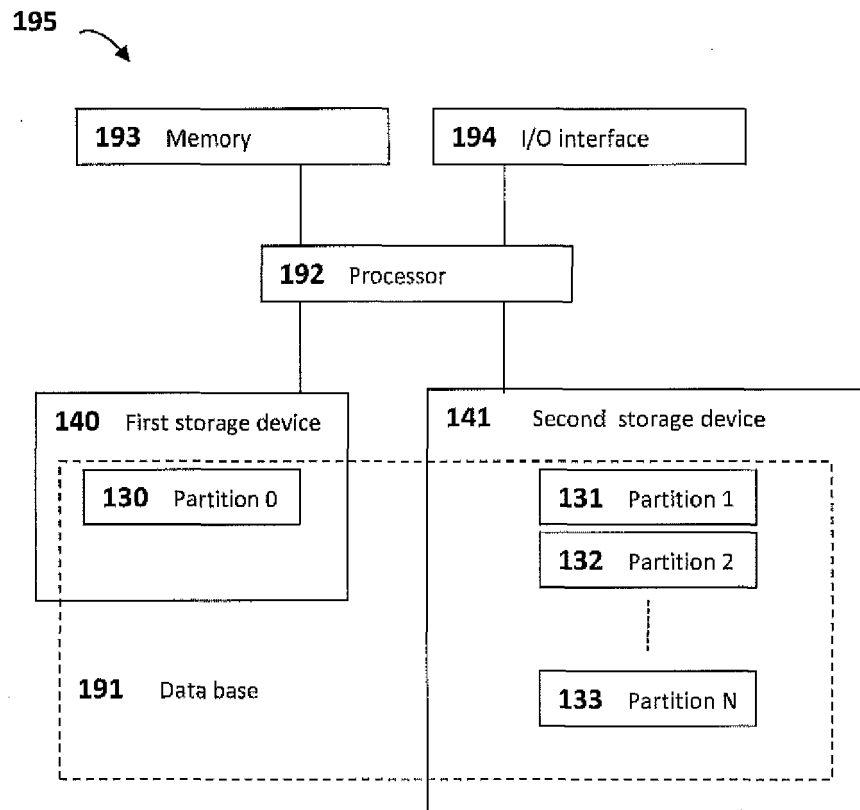 195
193 Memory
194 I/O interface
192 Processor
140 First storage device
141 Second storage device
130 Partition 0
131 Partition 1
132 Partition 2
191 Data base
133 Partition N